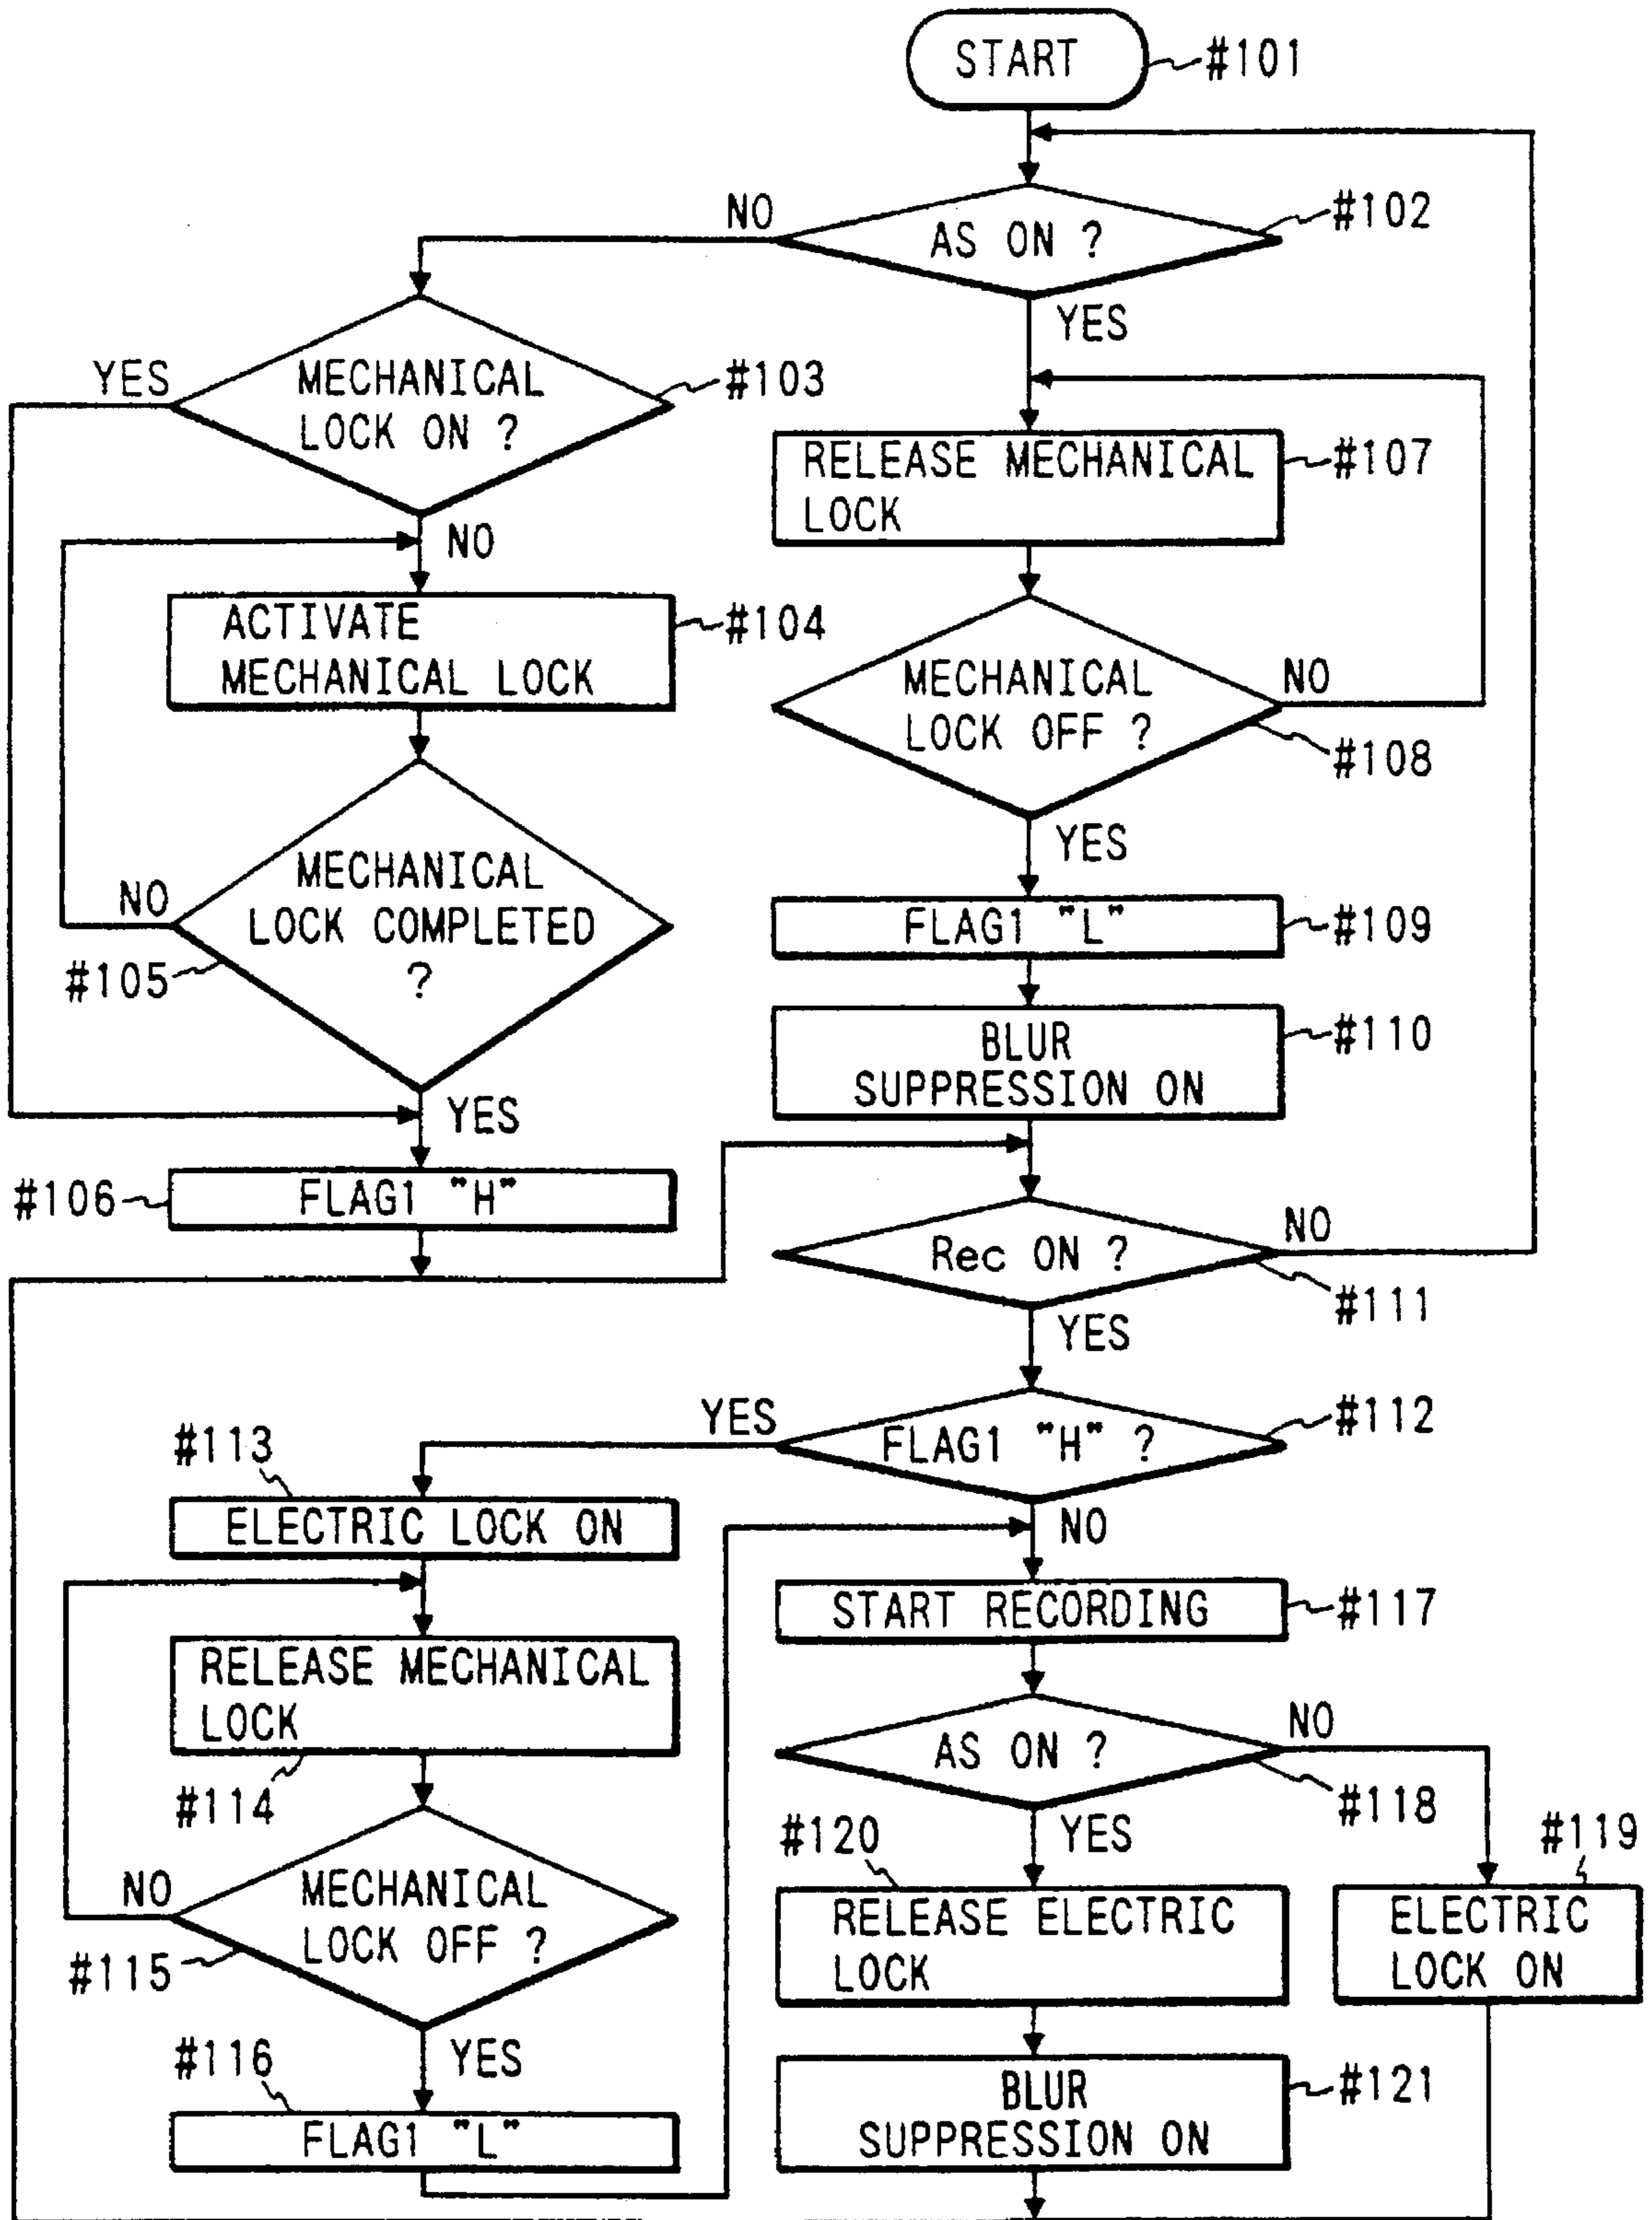 START
#101
AS ON ?
#102
NO
YES
MECHANICAL
LOCK ON ?
#103
YES
NO
RELEASE MECHANICAL
LOCK
#107
ACTIVATE
MECHANICAL LOCK
#104
MECHANICAL
LOCK OFF ?
#108
NO
YES
MECHANICAL
LOCK COMPLETED
?
#105
NO
YES
FLAG1 "L"
#109
BLUR
SUPPRESSION ON
#110
#106
FLAG1 "H"
Rec ON ?
NO
#111
YES
FLAG1 "H" ?
#112
YES
NO
#113
ELECTRIC LOCK ON
START RECORDING
#117
RELEASE MECHANICAL
LOCK
#114
AS ON ?
NO
#118
YES
MECHANICAL
LOCK OFF ?
NO
#115
YES
#120
RELEASE ELECTRIC
LOCK
#119
ELECTRIC
LOCK ON
#116
FLAG1 "L"
BLUR
SUPPRESSION ON
#121